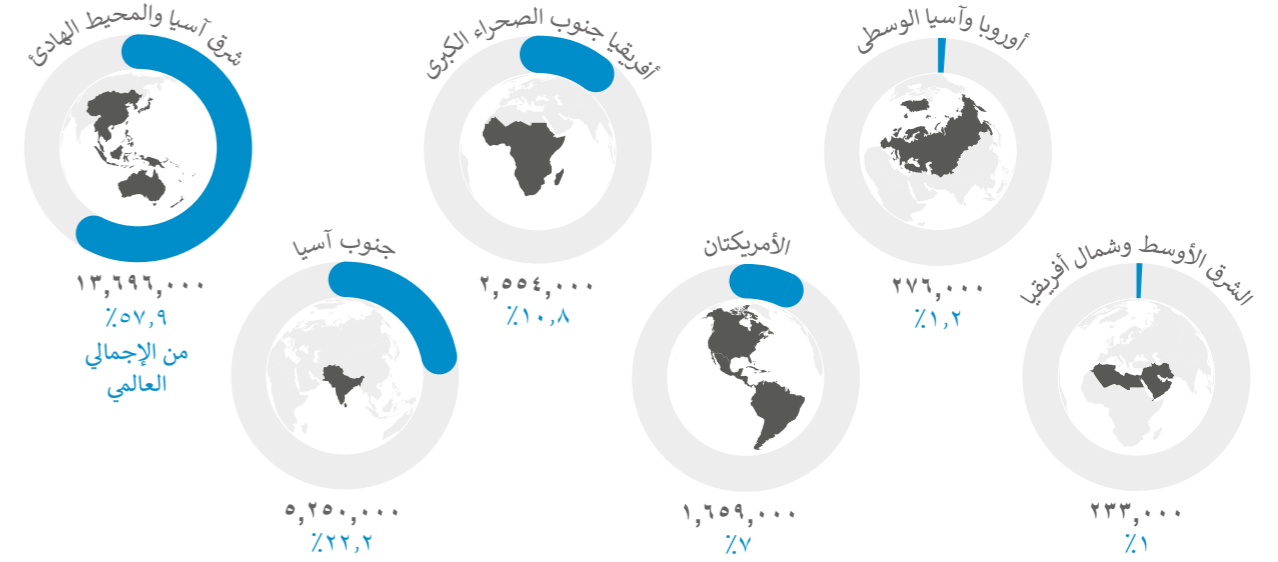 شرق آسيا والمحيط الهادئ
١٣,٦٩٦,٠٠٠
٪٥٧,٩
من الإجمالي
العالمي
جنوب آسيا
٥,٢٥٠,٠٠٠
٪٢٢,٢
أفريقيا جنوب الصحراء الكبرى
٢,٥٥٤,٠٠٠
٪١٠,٨
الأمريكتان
١,٦٥٩,٠٠٠
٪٧
أوروبا وآسيا الوسطى
٢٧٦,٠٠٠
٪١,٢
الشرق الأوسط وشمال أفريقيا
٢٣٣,٠٠٠
٪١